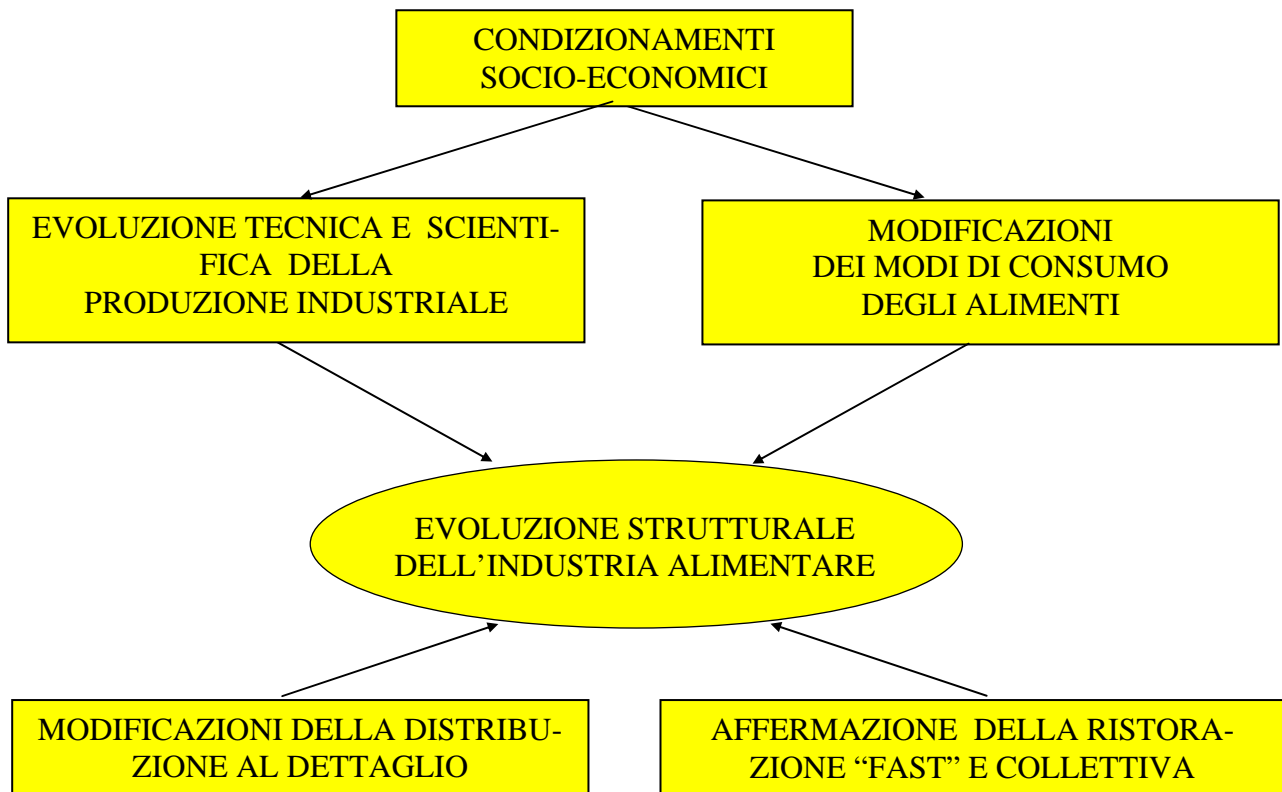 CONDIZIONAMENTI
SOCIO-ECONOMICI
EVOLUZIONE TECNICA E SCIENTI-
FICA DELLA
PRODUZIONE INDUSTRIALE
MODIFICAZIONI
DEI MODI DI CONSUMO
DEGLI ALIMENTI
EVOLUZIONE STRUTTURALE
DELL’INDUSTRIA ALIMENTARE
MODIFICAZIONI DELLA DISTRIBU-
ZIONE AL DETTAGLIO
AFFERMAZIONE DELLA RISTORA-
ZIONE “FAST” E COLLETTIVA